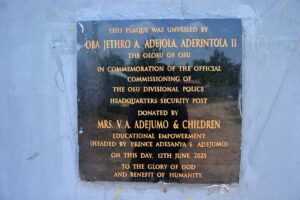 THIS PLAQUE WAS UNVEILED BY
OBA JETHRO A. ADEJOLA, ADERINTOLA II
THE OLOSU OF OSU
IN COMMEMORATION OF THE OFFICIAL
COMMISSIONING OF
THE OSU DIVISIONAL POLICE
HEADQUARTERS SECURITY POST
DONATED BY
MRS. V.A. ADEJUMO & CHILDREN
EDUCATIONAL EMPOWERMENT
(HEADED BY PRINCE ADESANYA S. ADEJUMO)
ON THIS DAY, 12TH JUNE, 2025
TO THE GLORY OF GOD
AND BENEFIT OF HUMANITY.